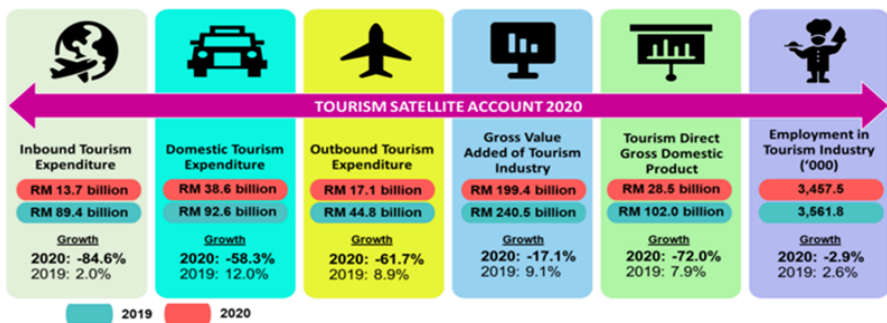 TOURISM SATELLITE ACCOUNT 2020
Inbound Tourism
Expenditure
RM 13.7 billion
RM 89.4 billion
Growth
2020: -84.6%
2019: 2.0%
Domestic Tourism
Expenditure
RM 38.6 billion
RM 92.6 billion
Growth
2020: -58.3%
2019: 12.0%
Outbound Tourism
Expenditure
RM 17.1 billion
RM 44.8 billion
Growth
2020: -61.7%
2019: 8.9%
Gross Value
Added of Tourism
Industry
RM 199.4 billion
RM 240.5 billion
Growth
2020: -17.1%
2019: 9.1%
Tourism Direct
Gross Domestic
Product
RM 28.5 billion
RM 102.0 billion
Growth
2020: -72.0%
2019: 7.9%
Employment in
Tourism Industry
(‘000)
3,457.5
3,561.8
Growth
2020: -2.9%
2019: 2.6%
2019
2020